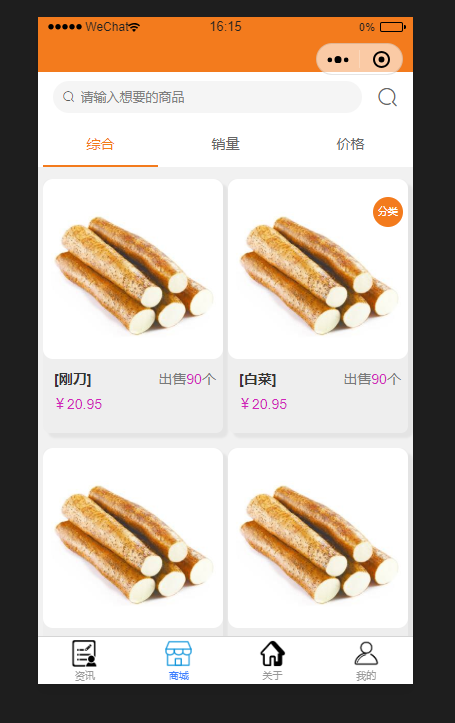 ●●●●● WeChat 16:15 0%
请输入想要的商品
综合 销量 价格
分类
[刚刀] 出售90个
￥20.95
[白菜] 出售90个
￥20.95
资讯 商城 关于 我的